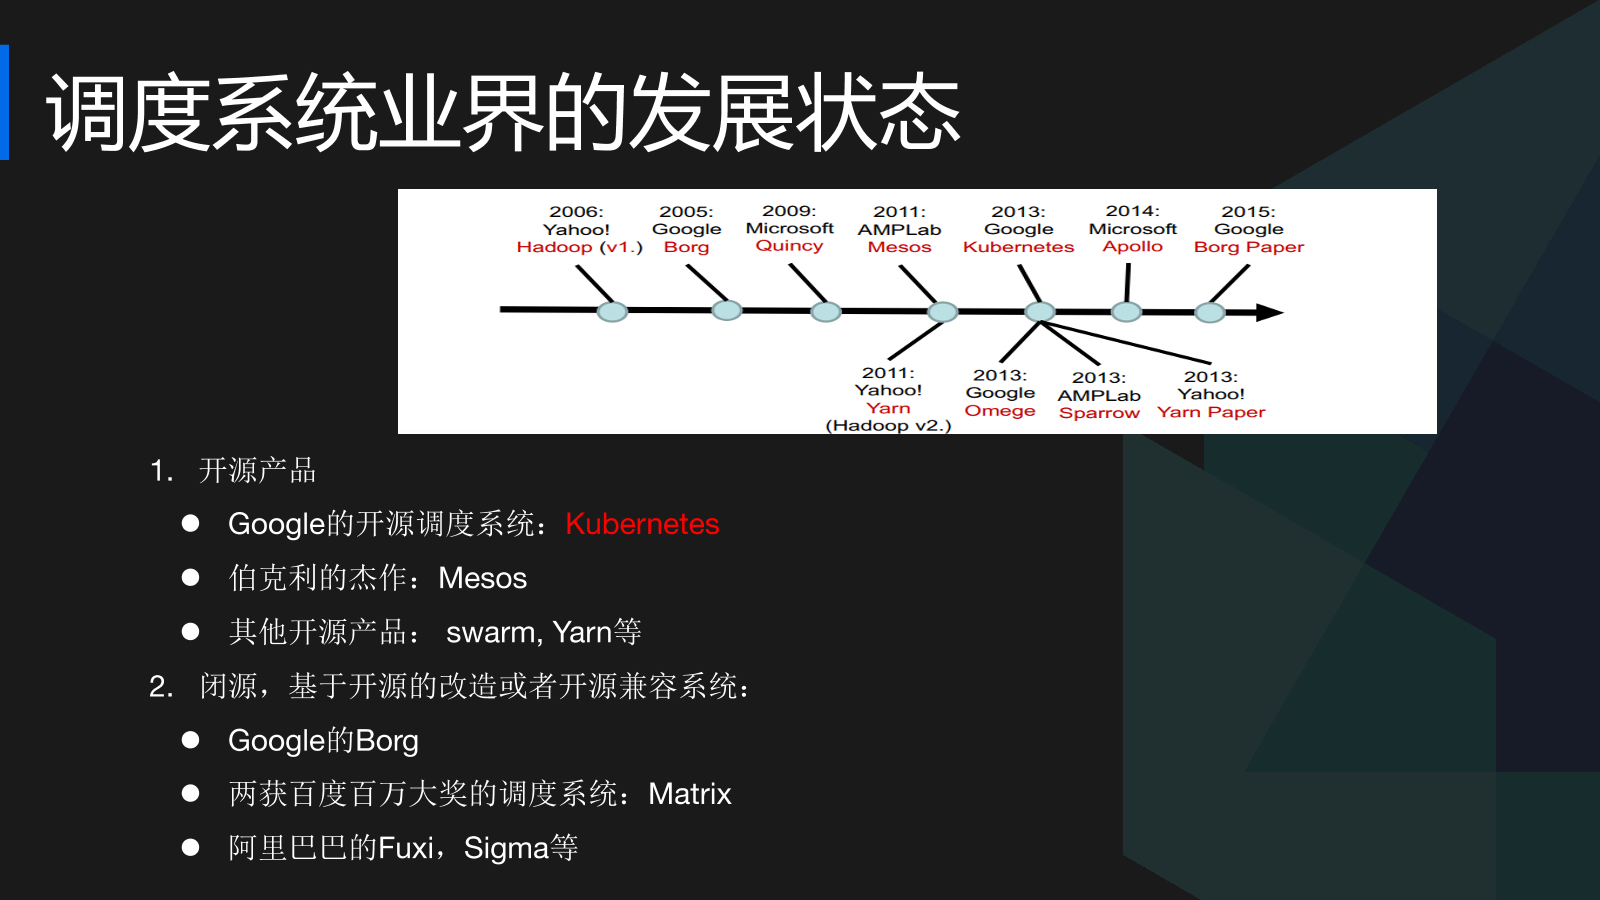 调度系统业界的发展状态
2006:
Yahoo!
Hadoop (v1.)
2005:
Google
Borg
2009:
Microsoft
Quincy
2011:
AMPLab
Mesos
2013:
Google
Kubernetes
2014:
Microsoft
Apollo
2015:
Google
Borg Paper
2011:
Yahoo!
Yarn
(Hadoop v2.)
2013:
Google
Omege
2013:
AMPLab
Sparrow
2013:
Yahoo!
Yarn Paper
1. 开源产品
● Google的开源调度系统：Kubernetes
● 伯克利的杰作：Mesos
● 其他开源产品： swarm, Yarn等
2. 闭源，基于开源的改造或者开源兼容系统：
● Google的Borg
● 两获百度百万大奖的调度系统：Matrix
● 阿里巴巴的Fuxi，Sigma等